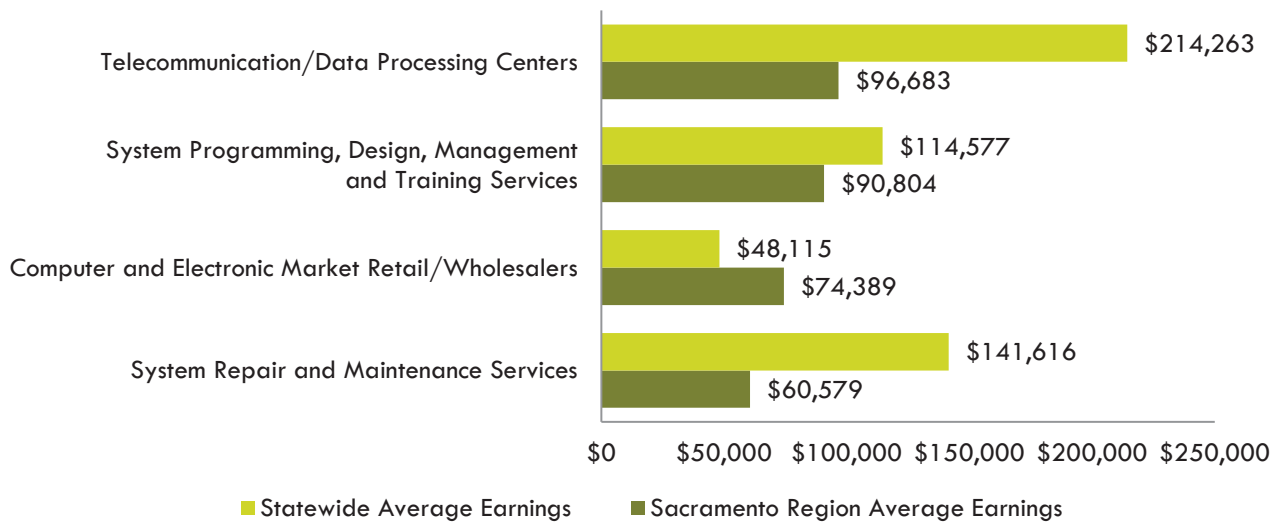 Telecommunication/Data Processing Centers
$214,263
$96,683
System Programming, Design, Management
and Training Services
$114,577
$90,804
Computer and Electronic Market Retail/Wholesalers
$48,115
$74,389
System Repair and Maintenance Services
$141,616
$60,579
$0 $50,000 $100,000 $150,000 $200,000 $250,000
Statewide Average Earnings Sacramento Region Average Earnings